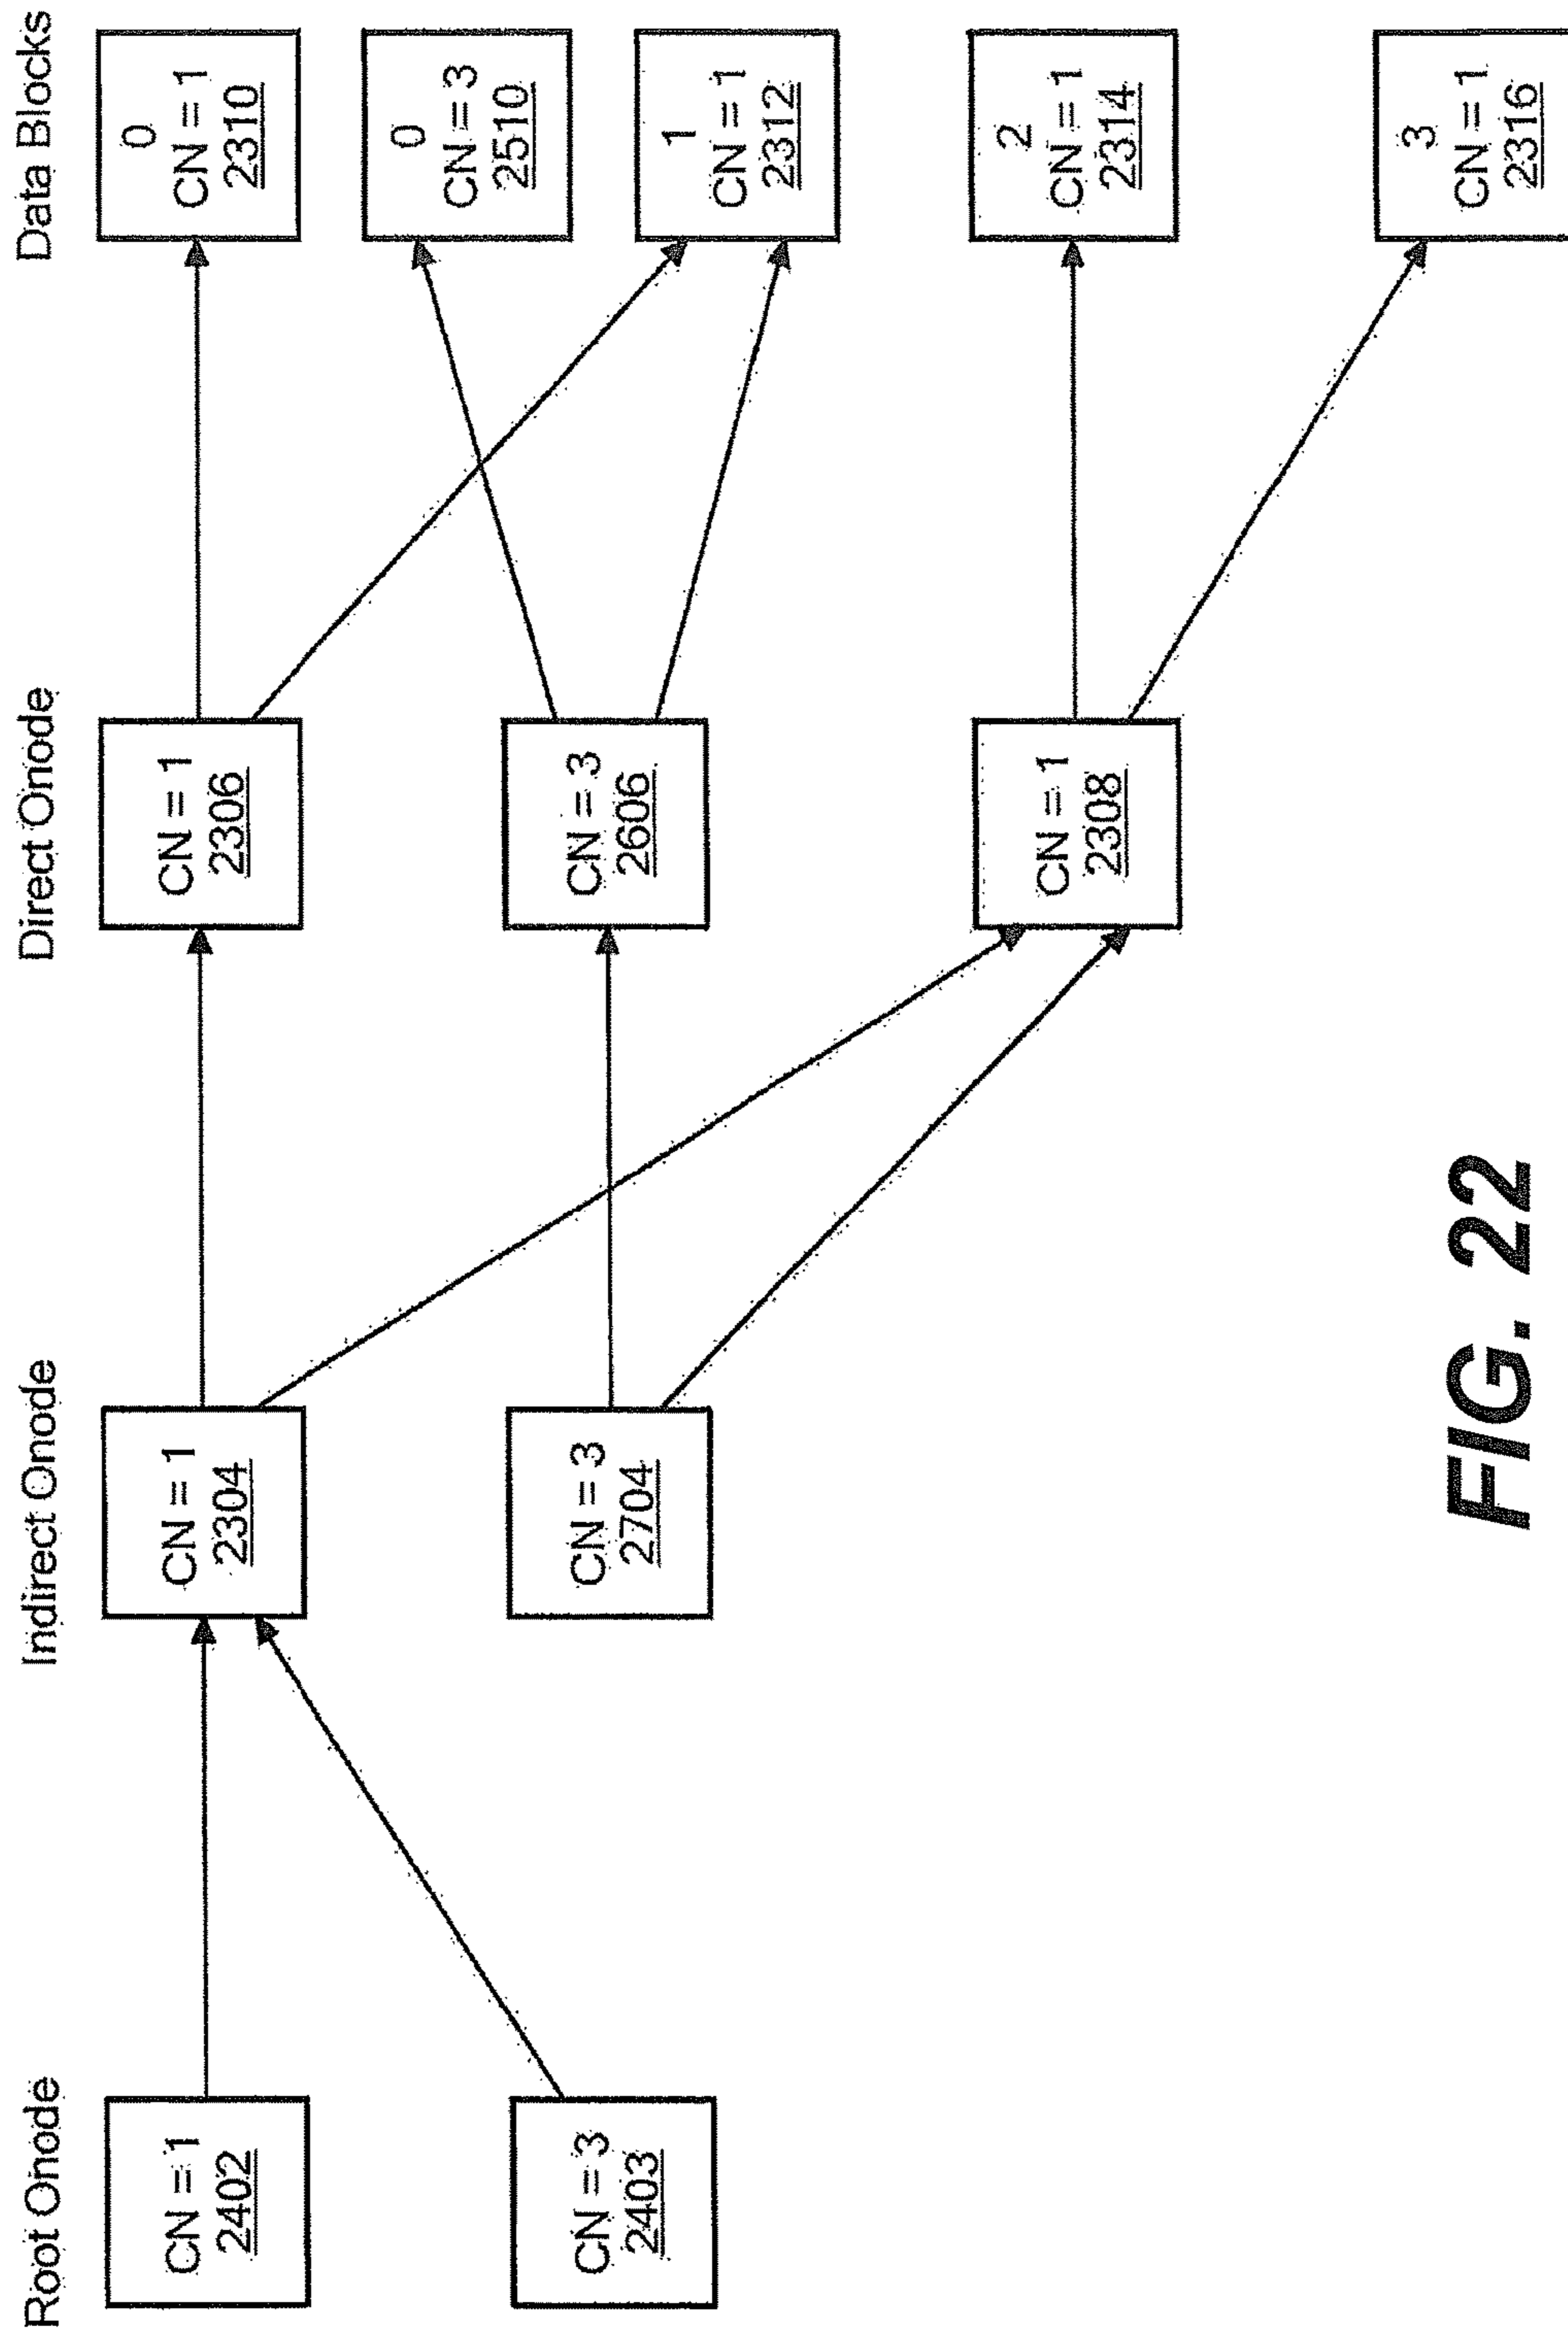 Root Onode
Indirect Onode
Direct Onode
Data Blocks
CN = 1
2402
CN = 1
2304
CN = 1
2306
0
CN = 1
2310
0
CN = 3
2510
CN = 3
2403
CN = 3
2704
CN = 3
2606
1
CN = 1
2312
CN = 1
2308
2
CN = 1
2314
3
CN = 1
2316
FIG. 22